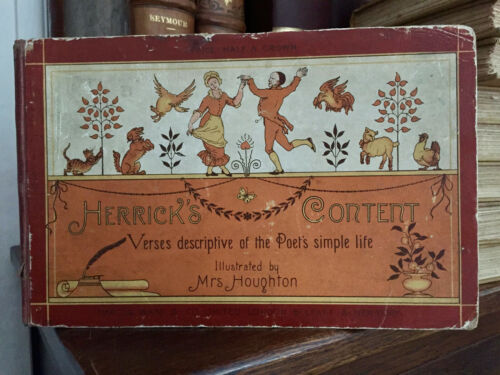 SEYMOUR
PRICE HALF A CROWN
HERRICK'S CONTENT
Verses descriptive of the Poet's simple life
Illustrated by
Mrs Houghton